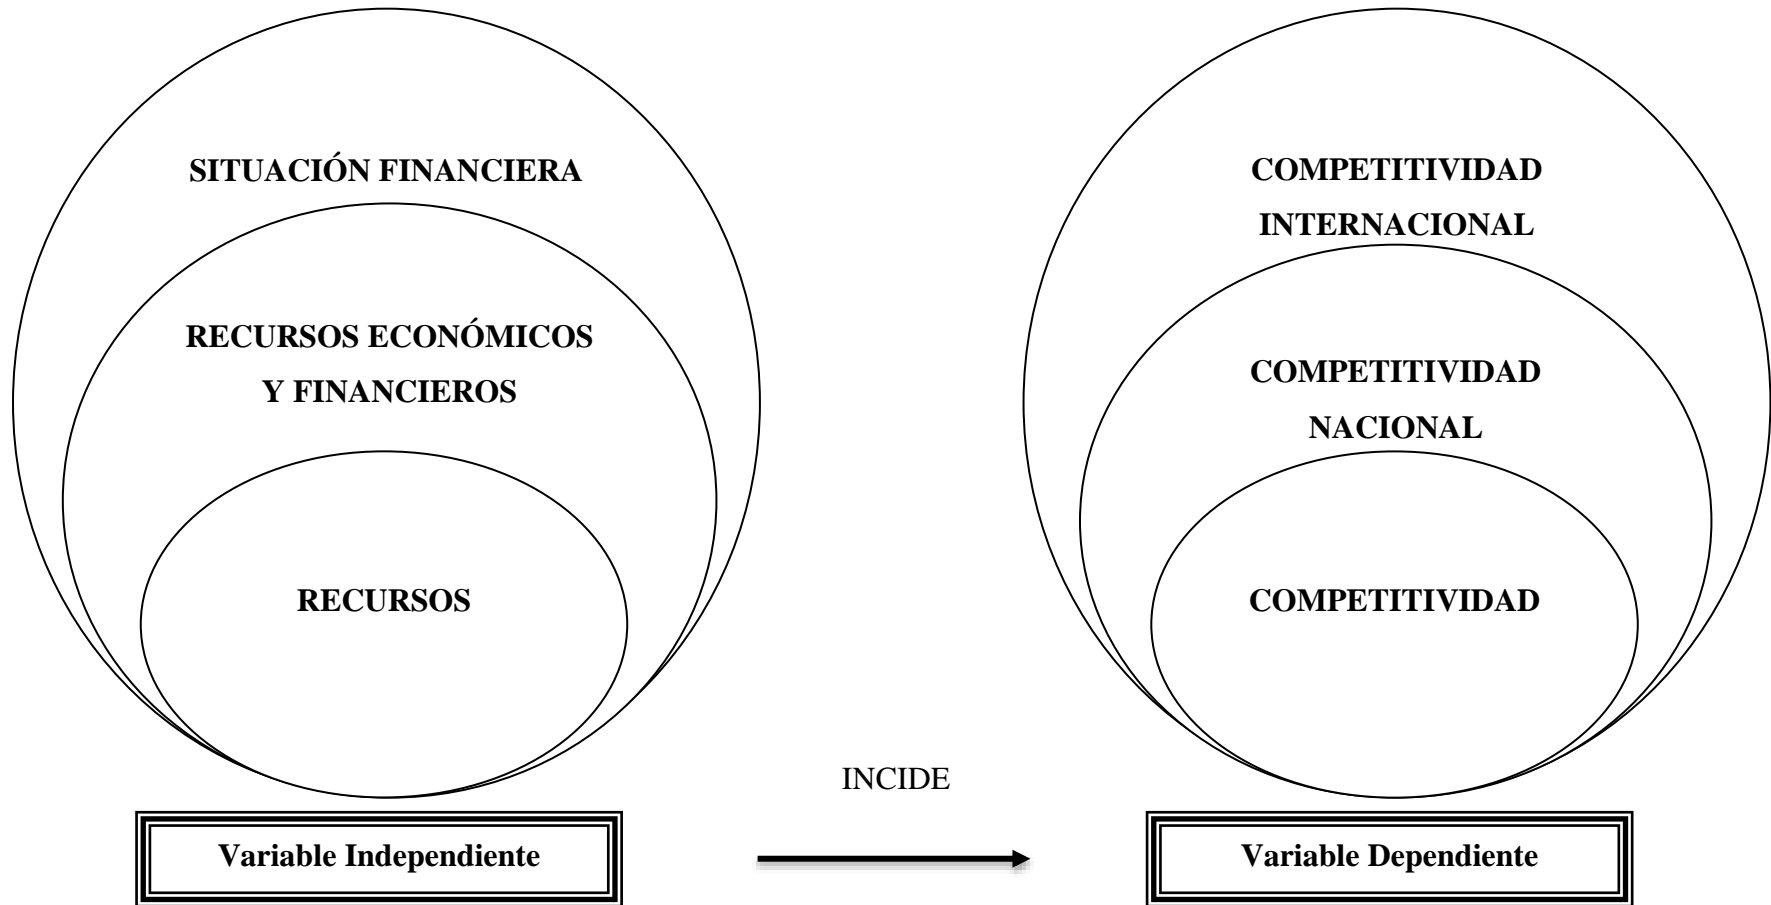 SITUACIÓN FINANCIERA
RECURSOS ECONÓMICOS
Y FINANCIEROS
RECURSOS
Variable Independiente
INCIDE
COMPETITIVIDAD
INTERNACIONAL
COMPETITIVIDAD
NACIONAL
COMPETITIVIDAD
Variable Dependiente